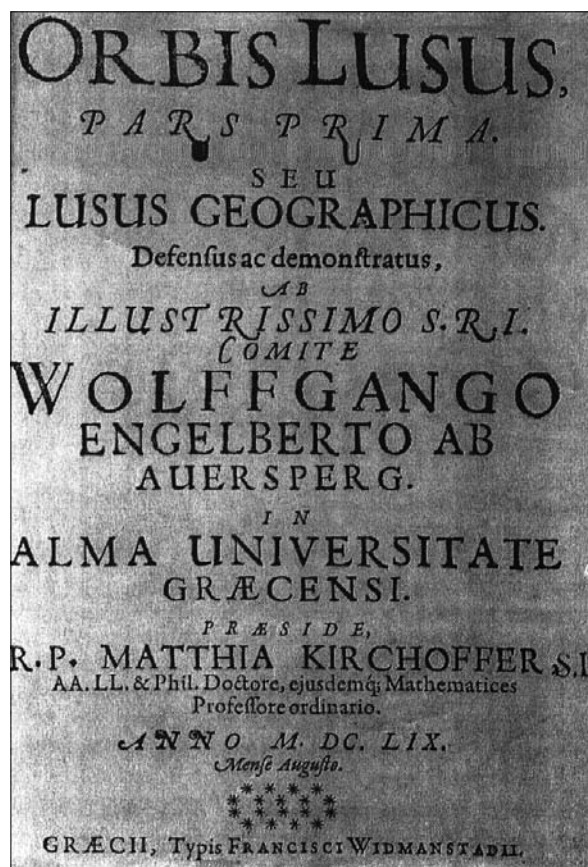 ORBIS LUSUS,
PARS PRIMA.
SEU
LUSUS GEOGRAPHICUS.
Defenſus ac demonſtratus,
AB
ILLUSTRISSIMO S. R. I.
COMITE
WOLFFGANGO
ENGELBERTO AB
AUERSPERG.
IN
ALMA UNIVERSITATE
GRÆCENSI.
PRÆSIDE,
R. P. MATTHIA KIRCHOFFER S.I
AA. LL. & Phil. Doctore, ejusdemq́; Mathematices
Profeſſore ordinario.
ANNO M. DC. LIX.
Menſe Auguſto.
GRÆCII, Typis FRANCISCI WIDMANSTADII.